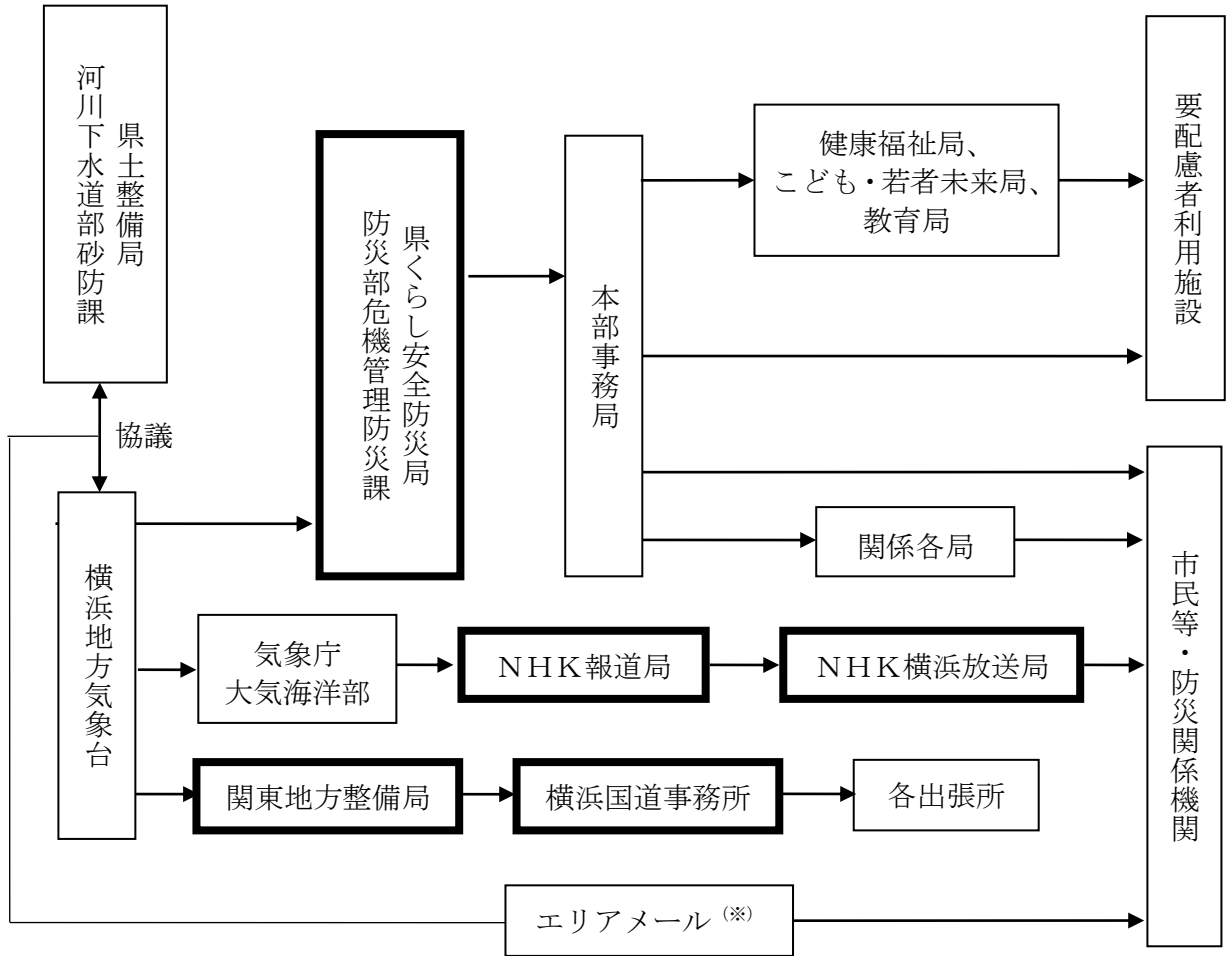 県土整備局
河川下水道部砂防課
協議
横浜地方気象台
県くらし安全防災局
防災部危機管理防災課
本部事務局
健康福祉局、
こども・若者未来局、
教育局
要配慮者利用施設
関係各局
気象庁
大気海洋部
ＮＨＫ報道局
ＮＨＫ横浜放送局
関東地方整備局
横浜国道事務所
各出張所
エリアメール（※）
市民等・防災関係機関